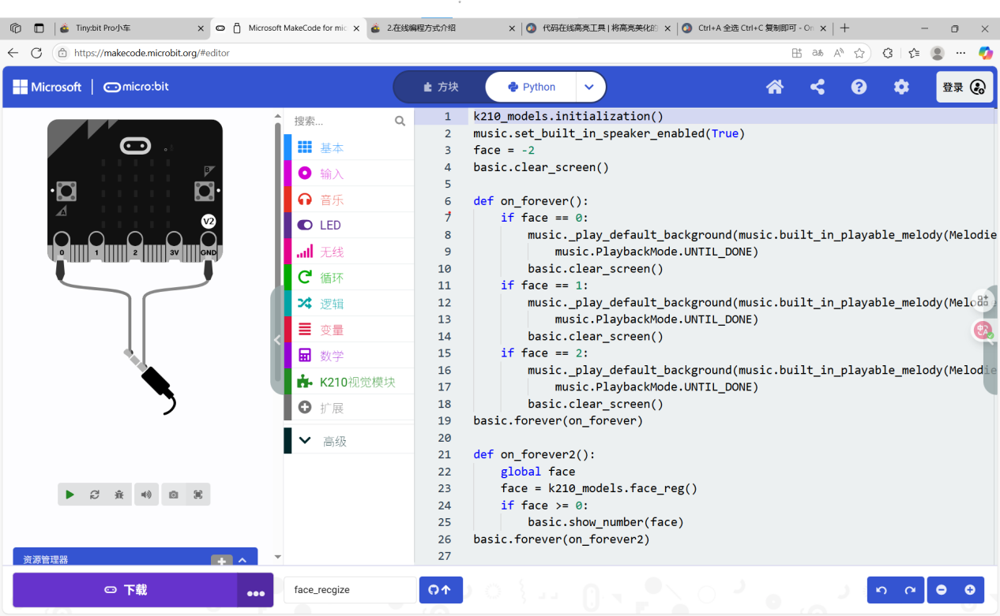 Tiny:bit Pro小车
Microsoft MakeCode for mic
2.在线编程方式介绍
代码在线高亮工具 | 将高亮美化的
Ctrl+A 全选 Ctrl+C 复制即可 - On
https://makecode.microbit.org/#editor
Microsoft
micro:bit
方块
Python
登录
搜索...
基本
输入
音乐
LED
无线
循环
逻辑
变量
数学
K210视觉模块
扩展
高级
A
B
V2
0 1 2 3V GND
1 k210_models.initialization()
2 music.set_built_in_speaker_enabled(True)
3 face = -2
4 basic.clear_screen()
5
6 def on_forever():
7 if face == 0:
8 music._play_default_background(music.built_in_playable_melody(Melodie
9 music.PlaybackMode.UNTIL_DONE)
10 basic.clear_screen()
11 if face == 1:
12 music._play_default_background(music.built_in_playable_melody(Melo
13 music.PlaybackMode.UNTIL_DONE)
14 basic.clear_screen()
15 if face == 2:
16 music._play_default_background(music.built_in_playable_melody(Melodie
17 music.PlaybackMode.UNTIL_DONE)
18 basic.clear_screen()
19 basic.forever(on_forever)
20
21 def on_forever2():
22 global face
23 face = k210_models.face_reg()
24 if face >= 0:
25 basic.show_number(face)
26 basic.forever(on_forever2)
27
资源管理器
下载
face_recgize